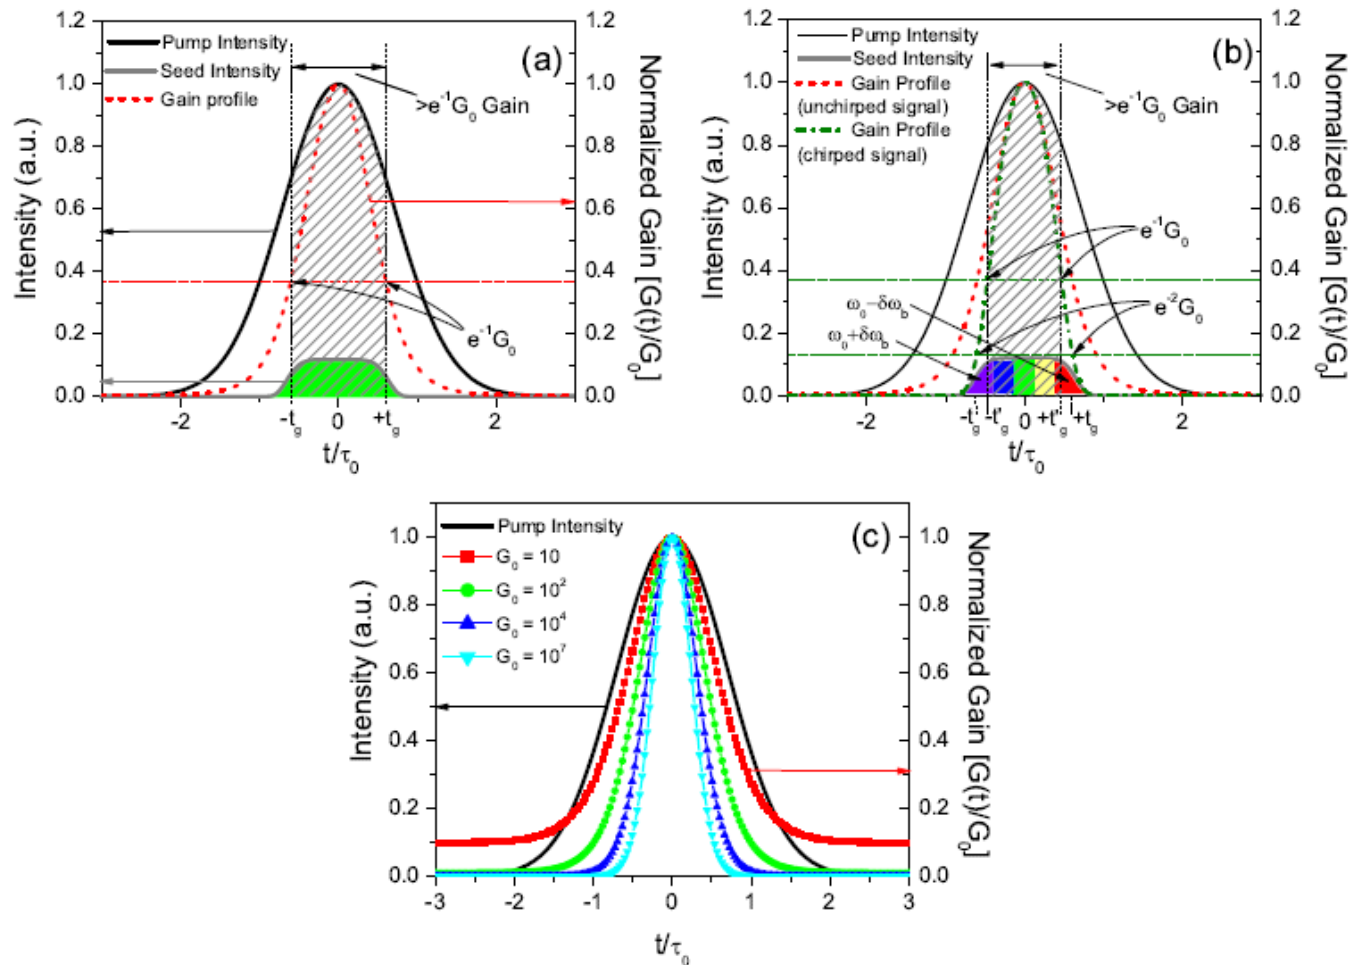 (a)
Pump Intensity
Seed Intensity
Gain profile
>e⁻¹G₀ Gain
e⁻¹G₀
Intensity (a.u.)
1.2
1.0
0.8
0.6
0.4
0.2
0.0
Normalized Gain [G(t)/G₀]
1.2
1.0
0.8
0.6
0.4
0.2
0.0
-2
-t_g
0
+t_g
2
t/τ₀
(b)
Pump Intensity
Seed Intensity
Gain Profile
(unchirped signal)
Gain Profile
(chirped signal)
>e⁻¹G₀ Gain
e⁻¹G₀
e⁻²G₀
ω₀−δω_b
ω₀+δω_b
Intensity (a.u.)
1.2
1.0
0.8
0.6
0.4
0.2
0.0
Normalized Gain [G(t)/G₀]
1.2
1.0
0.8
0.6
0.4
0.2
0.0
-2
-t_g
-t'_g
0
+t'_g
+t_g
2
t/τ₀
(c)
Pump Intensity
G₀ = 10
G₀ = 10²
G₀ = 10⁴
G₀ = 10⁷
Intensity (a.u.)
1.0
0.8
0.6
0.4
0.2
0.0
Normalized Gain [G(t)/G₀]
1.0
0.8
0.6
0.4
0.2
0.0
-3
-2
-1
0
1
2
3
t/τ₀